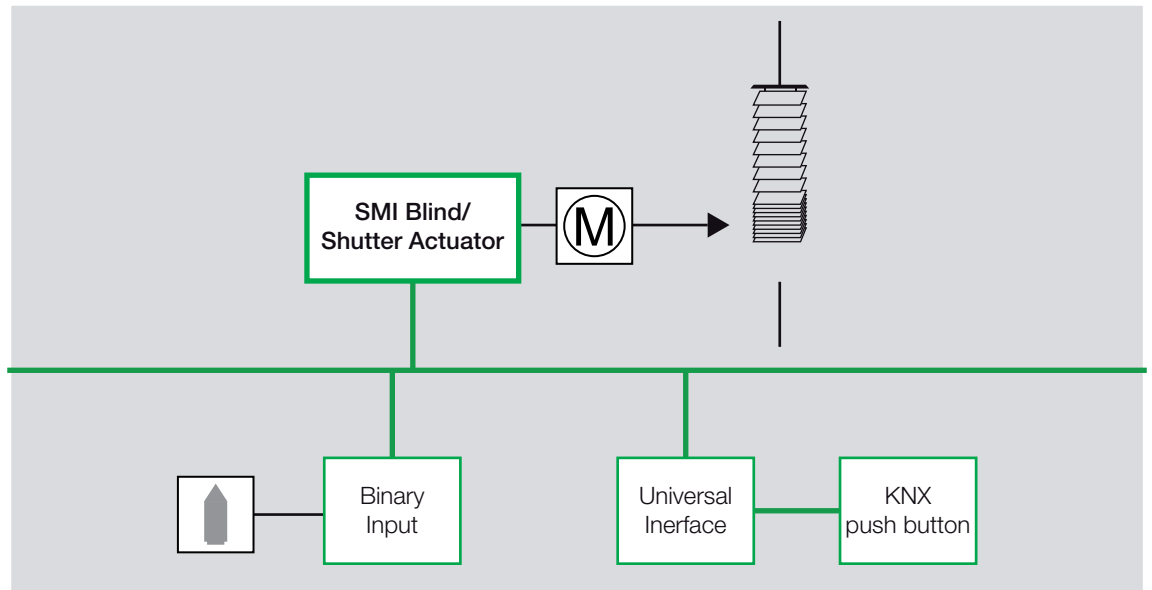 SMI Blind/
Shutter Actuator
M
Binary
Input
Universal
Inerface
KNX
push button